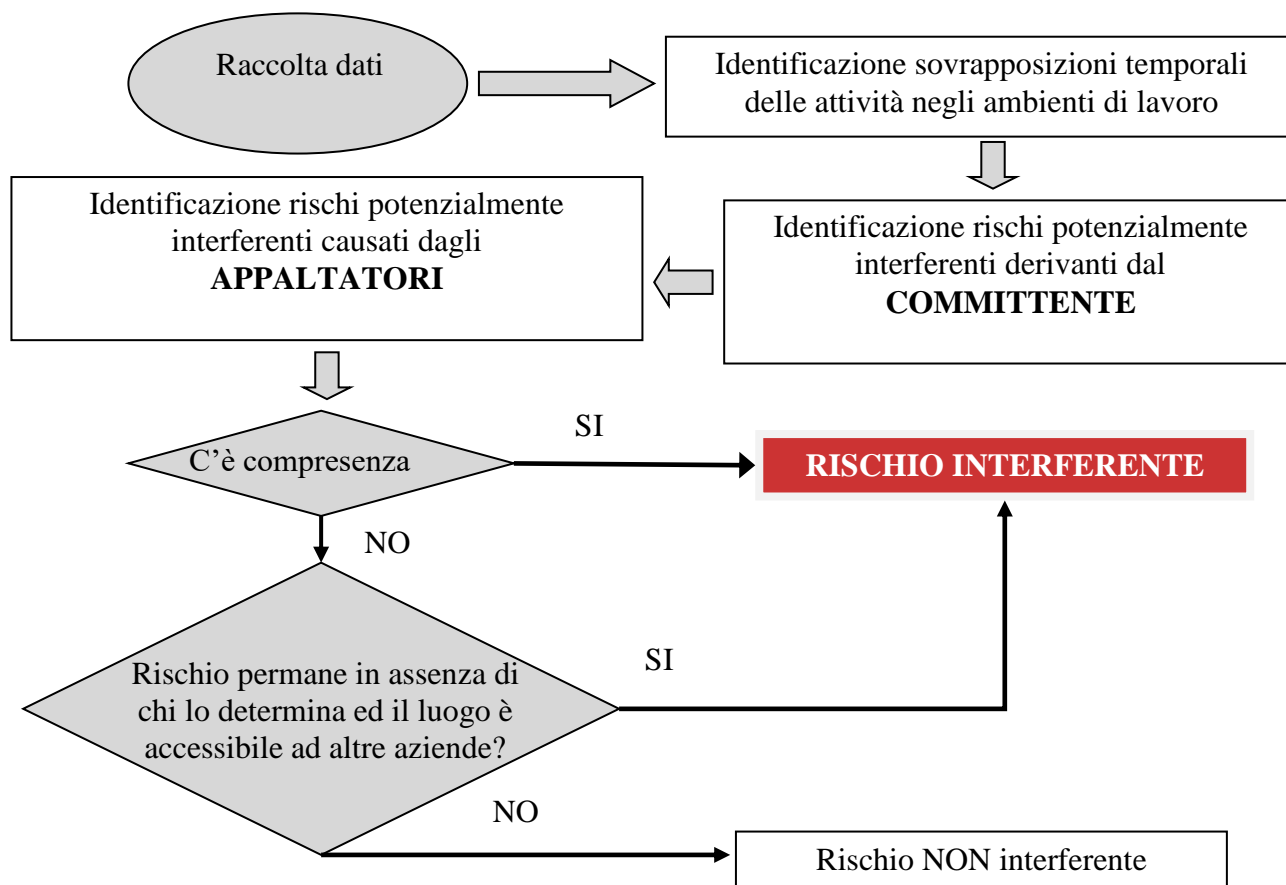 Raccolta dati
Identificazione sovrapposizioni temporali
delle attività negli ambienti di lavoro
Identificazione rischi potenzialmente
interferenti derivanti dal
COMMITTENTE
Identificazione rischi potenzialmente
interferenti causati dagli
APPALTATORI
C’è compresenza
SI
RISCHIO INTERFERENTE
NO
Rischio permane in assenza di
chi lo determina ed il luogo è
accessibile ad altre aziende?
SI
NO
Rischio NON interferente